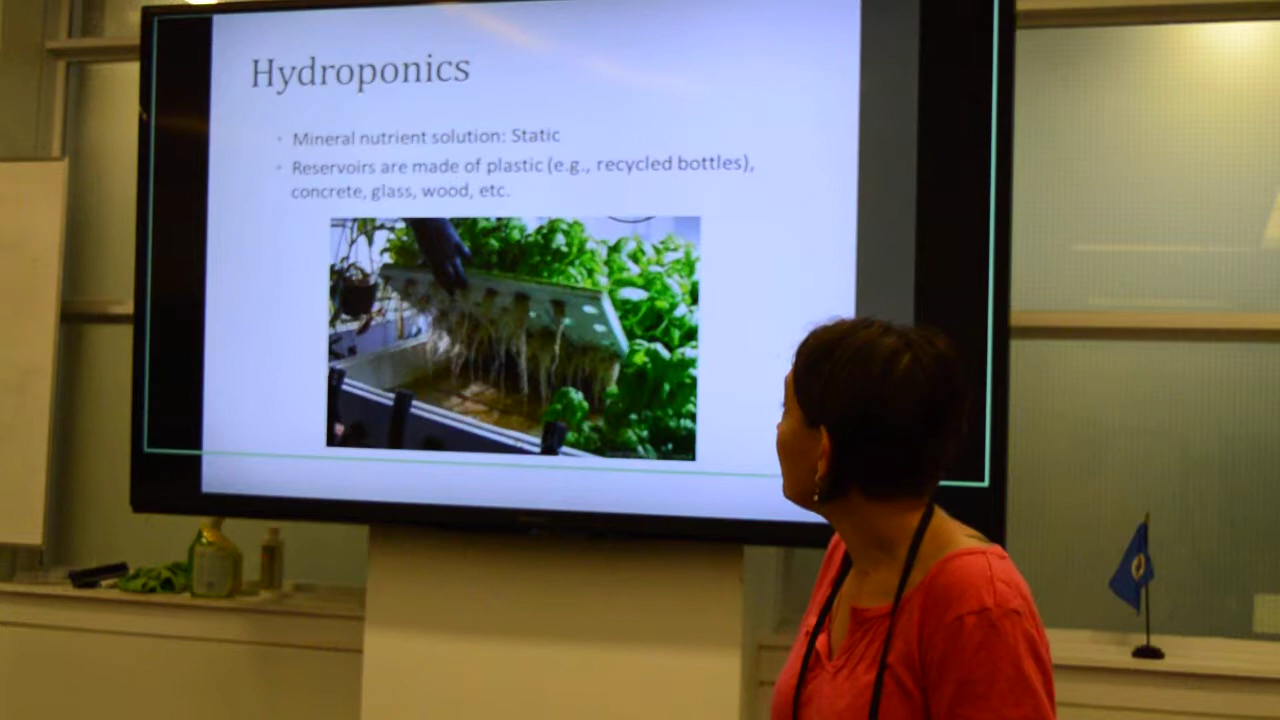 Hydroponics
Mineral nutrient solution: Static
Reservoirs are made of plastic (e.g., recycled bottles),
concrete, glass, wood, etc.